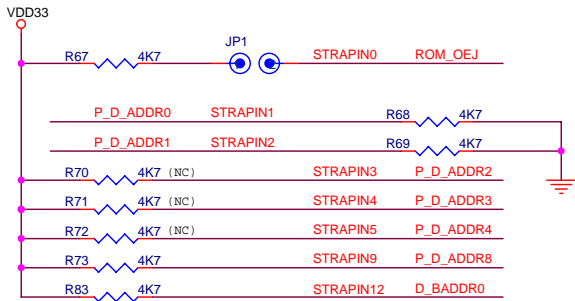 VDD33
JP1
R67 4K7 STRAPIN0 ROM_OEJ
P_D_ADDR0 STRAPIN1 R68 4K7
P_D_ADDR1 STRAPIN2 R69 4K7
R70 4K7 (NC) STRAPIN3 P_D_ADDR2
R71 4K7 (NC) STRAPIN4 P_D_ADDR3
R72 4K7 (NC) STRAPIN5 P_D_ADDR4
R73 4K7 STRAPIN9 P_D_ADDR8
R83 4K7 STRAPIN12 D_BADDR0